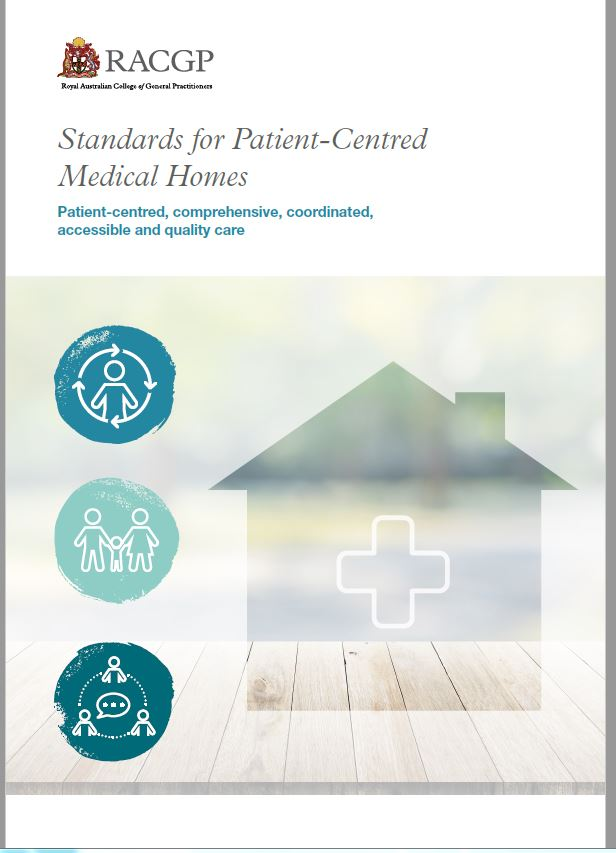 RACGP
Royal Australian College of General Practitioners
Standards for Patient-Centred
Medical Homes
Patient-centred, comprehensive, coordinated,
accessible and quality care